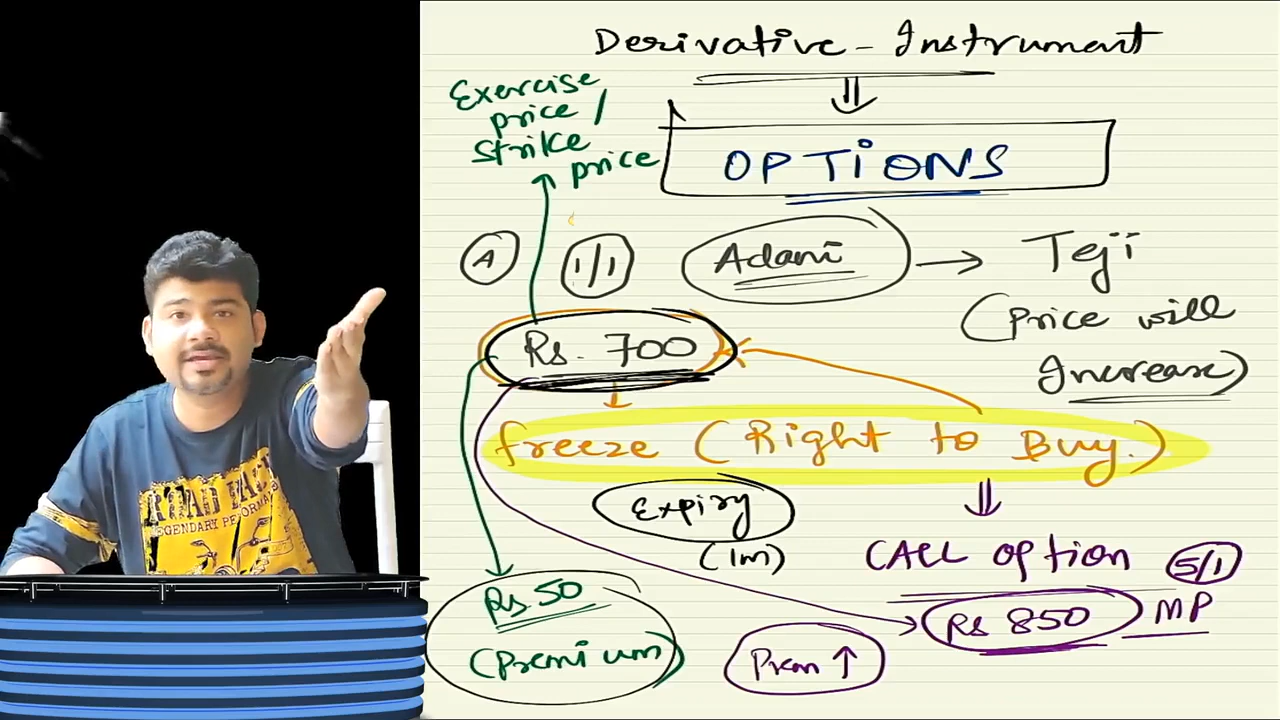 Derivative - Instrument
Exercise
price /
Strike
price
OPTIONS
A
1/1
Adani
Teji
(Price will
Increase)
Rs. 700
freeze (Right to Buy.)
Expiry
(1m)
CALL option
5/1
Rs 50
(Premium)
Prem ↑
Rs 850
MP
LEGENDARY